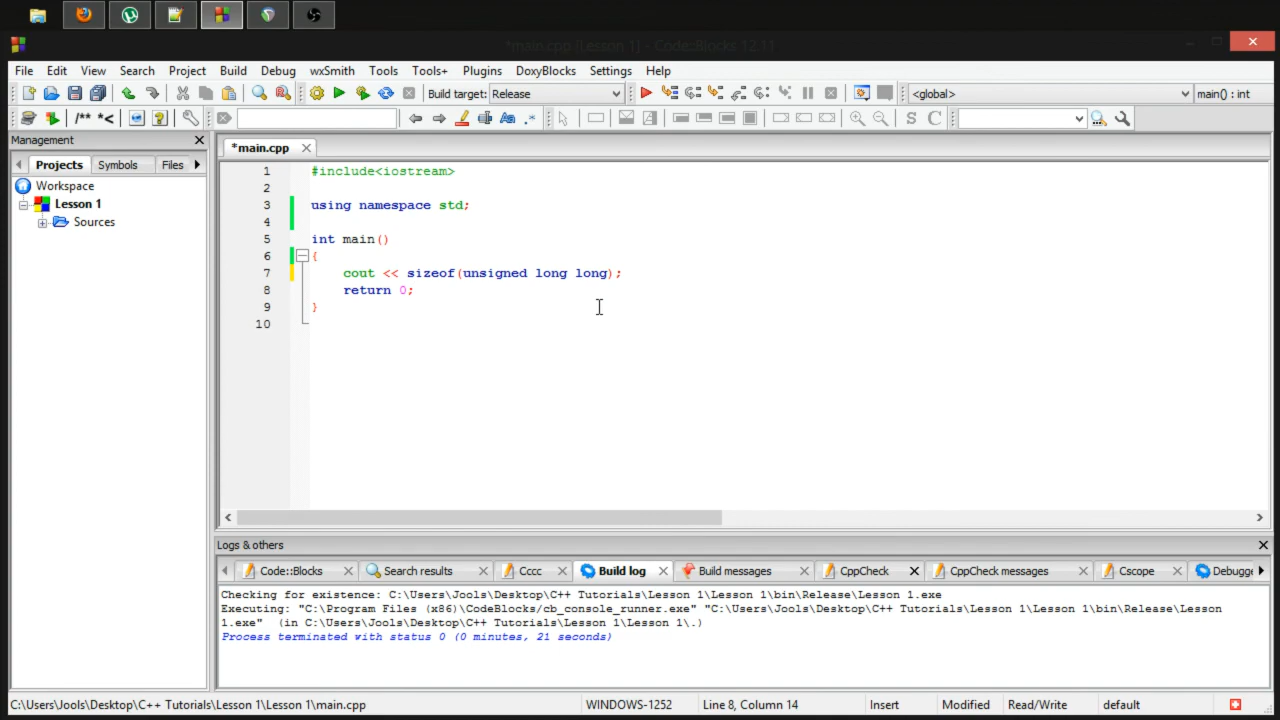 *main.cpp [Lesson 1] - Code::Blocks 12.11
File Edit View Search Project Build Debug wxSmith Tools Tools+ Plugins DoxyBlocks Settings Help
Build target: Release <global> main() : int
/** *<
Management
*main.cpp
Projects Symbols Files
Workspace
Lesson 1
Sources
1 #include<iostream>
2
3 using namespace std;
4
5 int main()
6 {
7 cout << sizeof(unsigned long long);
8 return 0;
9 }
10
Logs & others
Code::Blocks Search results Cccc Build log Build messages CppCheck CppCheck messages Cscope Debugge
Checking for existence: C:\Users\Jools\Desktop\C++ Tutorials\Lesson 1\Lesson 1\bin\Release\Lesson 1.exe
Executing: "C:\Program Files (x86)\CodeBlocks/cb_console_runner.exe" "C:\Users\Jools\Desktop\C++ Tutorials\Lesson 1\Lesson 1\bin\Release\Lesson
1.exe" (in C:\Users\Jools\Desktop\C++ Tutorials\Lesson 1\Lesson 1\.)
Process terminated with status 0 (0 minutes, 21 seconds)
C:\Users\Jools\Desktop\C++ Tutorials\Lesson 1\Lesson 1\main.cpp WINDOWS-1252 Line 8, Column 14 Insert Modified Read/Write default